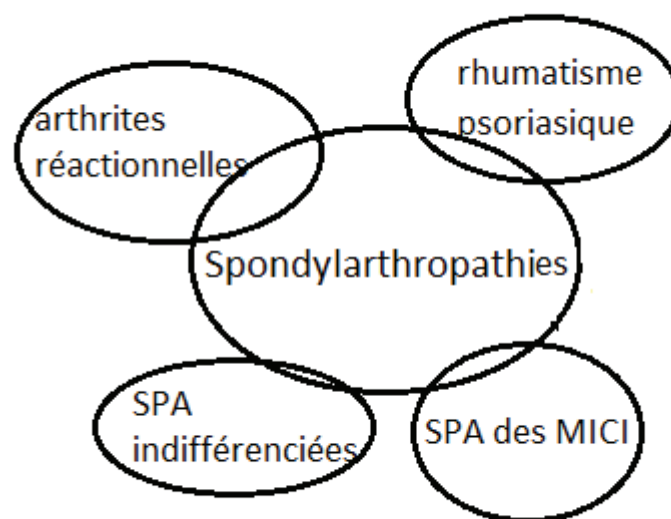 rhumatisme
psoriasique
arthrites
réactionnelles
Spondylarthropathies
SPA
indifférenciées
SPA des MICI